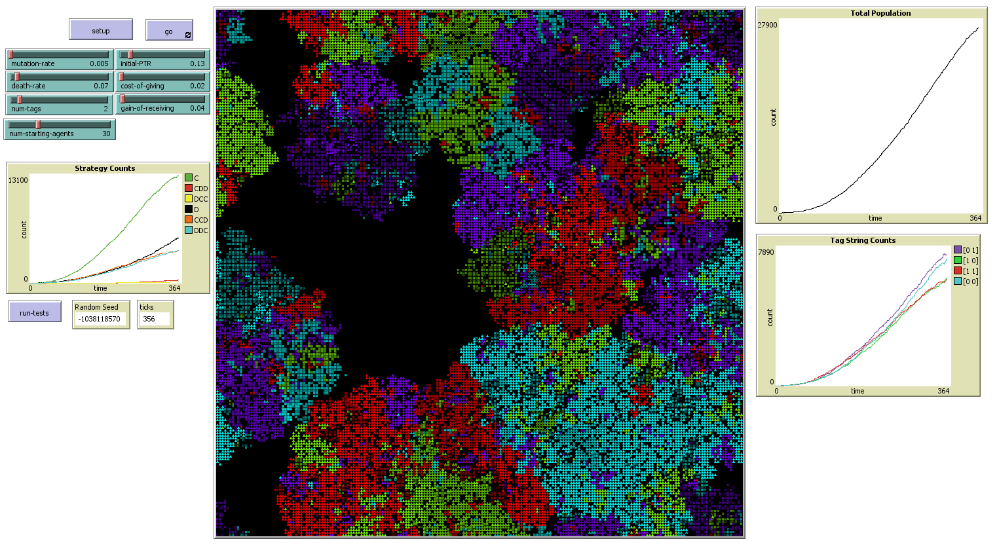 setup
go
mutation-rate 0.005
initial-PTR 0.13
death-rate 0.07
cost-of-giving 0.02
num-tags 2
gain-of-receiving 0.04
num-starting-agents 30
Strategy Counts
13100
count
0
0
time
364
C
CDD
DCC
D
CCD
DDC
run-tests
Random Seed
-1038118570
ticks
356
Total Population
27900
count
0
0
time
364
Tag String Counts
7890
count
0
0
time
364
[0 1]
[1 0]
[1 1]
[0 0]